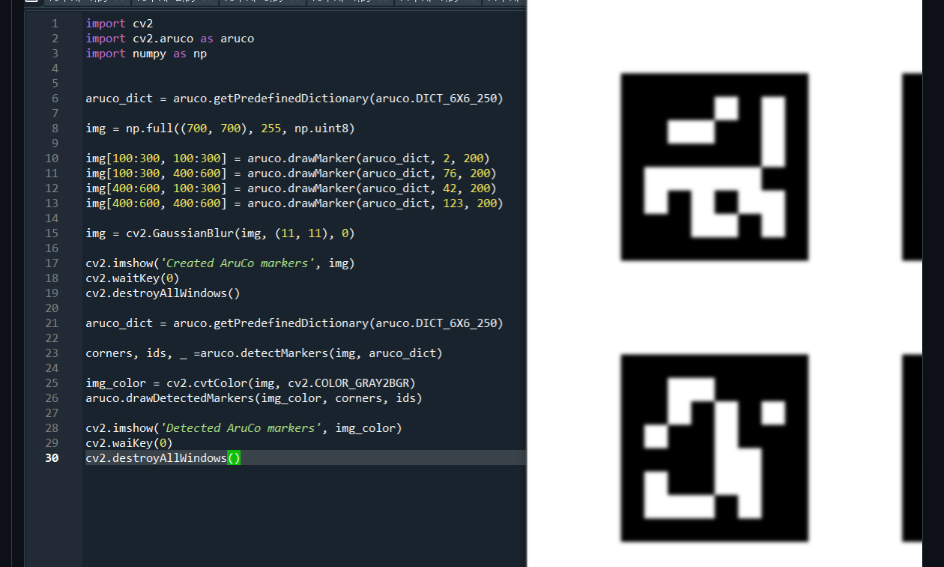 1 import cv2
2 import cv2.aruco as aruco
3 import numpy as np
4
5
6 aruco_dict = aruco.getPredefinedDictionary(aruco.DICT_6X6_250)
7
8 img = np.full((700, 700), 255, np.uint8)
9
10 img[100:300, 100:300] = aruco.drawMarker(aruco_dict, 2, 200)
11 img[100:300, 400:600] = aruco.drawMarker(aruco_dict, 76, 200)
12 img[400:600, 100:300] = aruco.drawMarker(aruco_dict, 42, 200)
13 img[400:600, 400:600] = aruco.drawMarker(aruco_dict, 123, 200)
14
15 img = cv2.GaussianBlur(img, (11, 11), 0)
16
17 cv2.imshow('Created AruCo markers', img)
18 cv2.waitKey(0)
19 cv2.destroyAllWindows()
20
21 aruco_dict = aruco.getPredefinedDictionary(aruco.DICT_6X6_250)
22
23 corners, ids, _ =aruco.detectMarkers(img, aruco_dict)
24
25 img_color = cv2.cvtColor(img, cv2.COLOR_GRAY2BGR)
26 aruco.drawDetectedMarkers(img_color, corners, ids)
27
28 cv2.imshow('Detected AruCo markers', img_color)
29 cv2.waiKey(0)
30 cv2.destroyAllWindows()